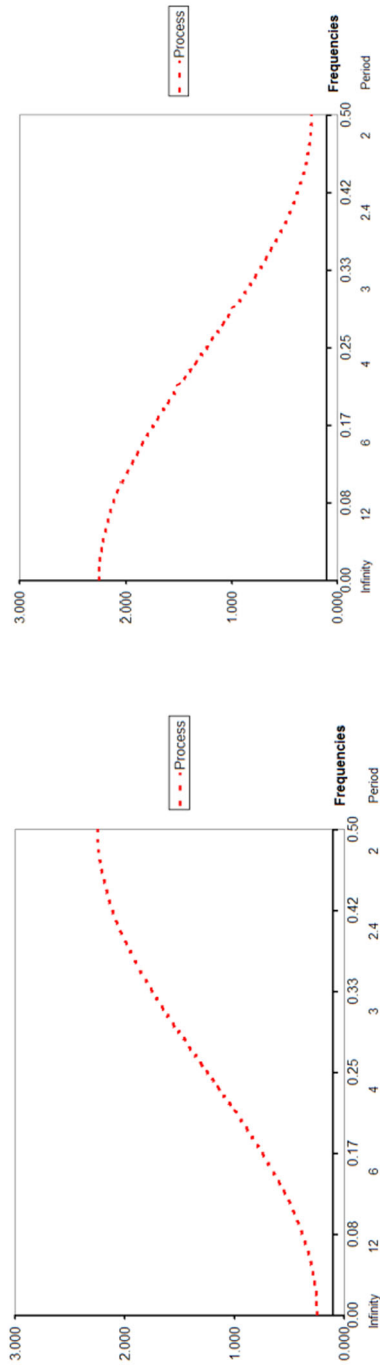 3.000
2.000
1.000
0.000
0.00 0.08 0.17 0.25 0.33 0.42 0.50
Frequencies
Infinity 12 6 4 3 2.4 2
Period
Process
3.000
2.000
1.000
0.000
0.00 0.08 0.17 0.25 0.33 0.42 0.50
Frequencies
Infinity 12 6 4 3 2.4 2
Period
Process